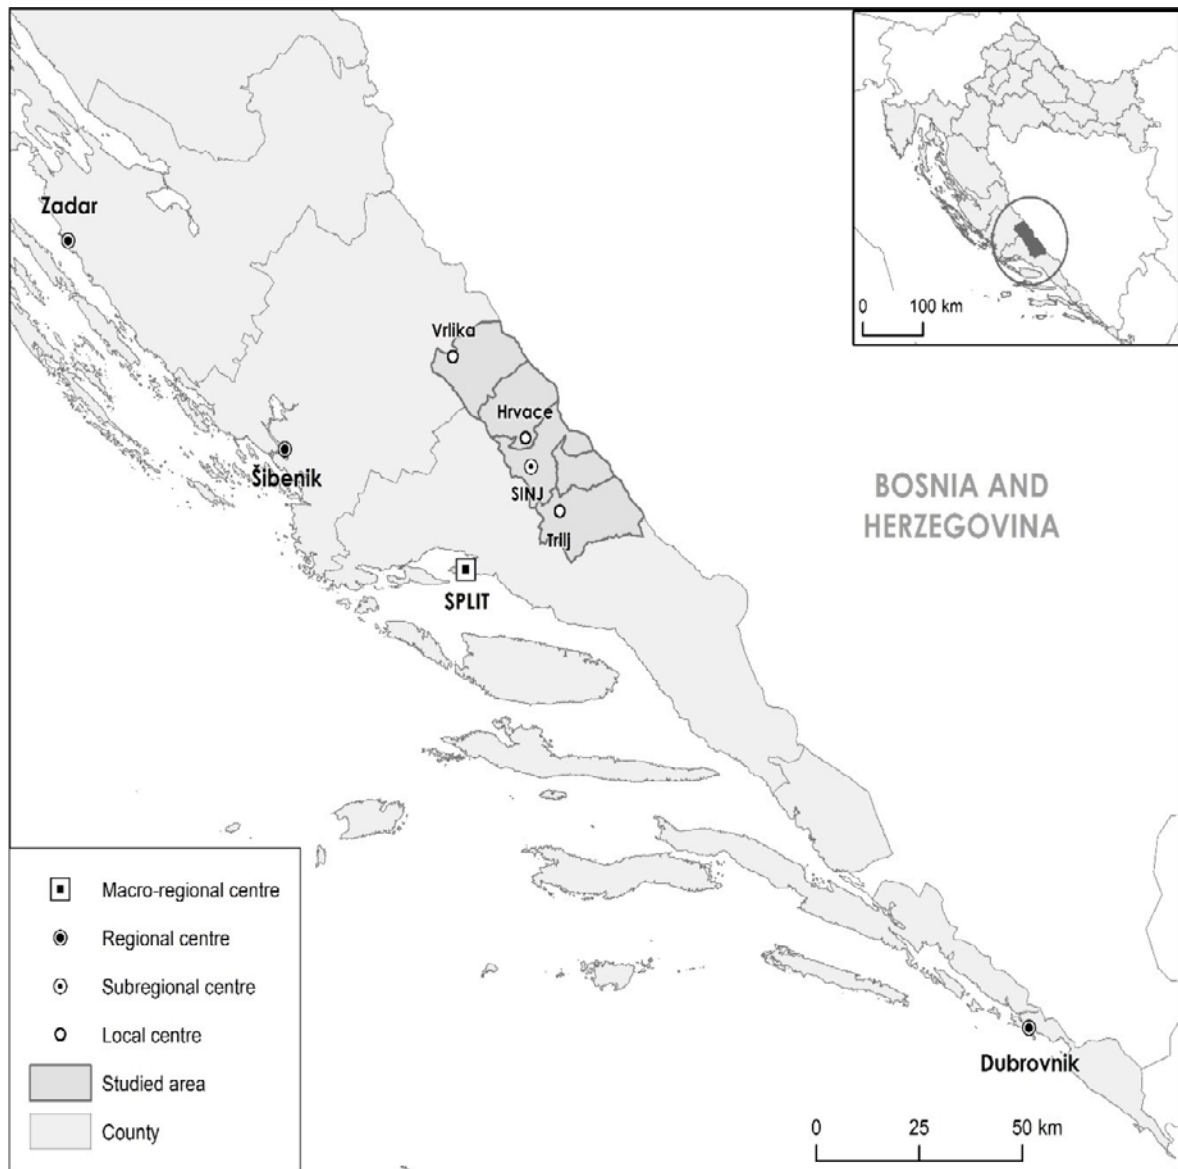 Zadar
Vrlika
Hrvace
Šibenik
SINJ
Trilj
SPLIT
BOSNIA AND
HERZEGOVINA
0 100 km
Dubrovnik
Macro-regional centre
Regional centre
Subregional centre
Local centre
Studied area
County
0 25 50 km